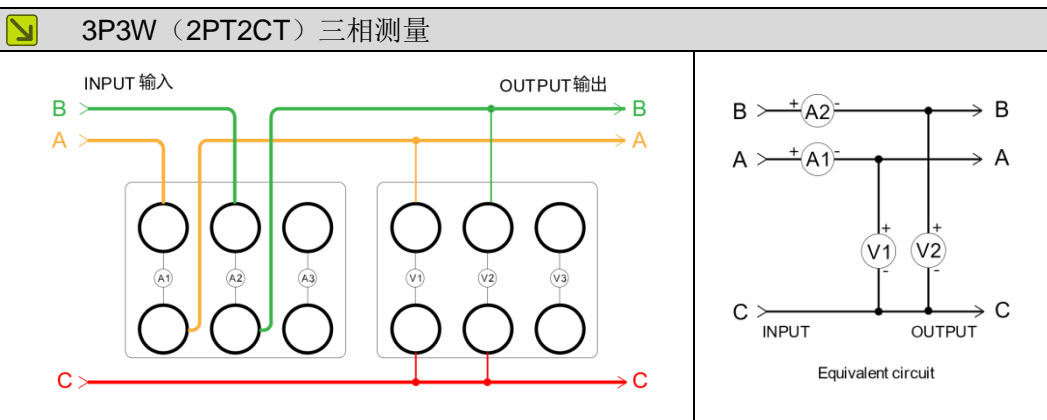 3P3W（2PT2CT）三相测量
INPUT 输入
OUTPUT输出
B
B
A
A
A1
A2
A3
V1
V2
V3
C
C
B
+
A2
-
B
A
+
A1
-
A
+
+
V1
V2
-
-
C
C
INPUT
OUTPUT
Equivalent circuit